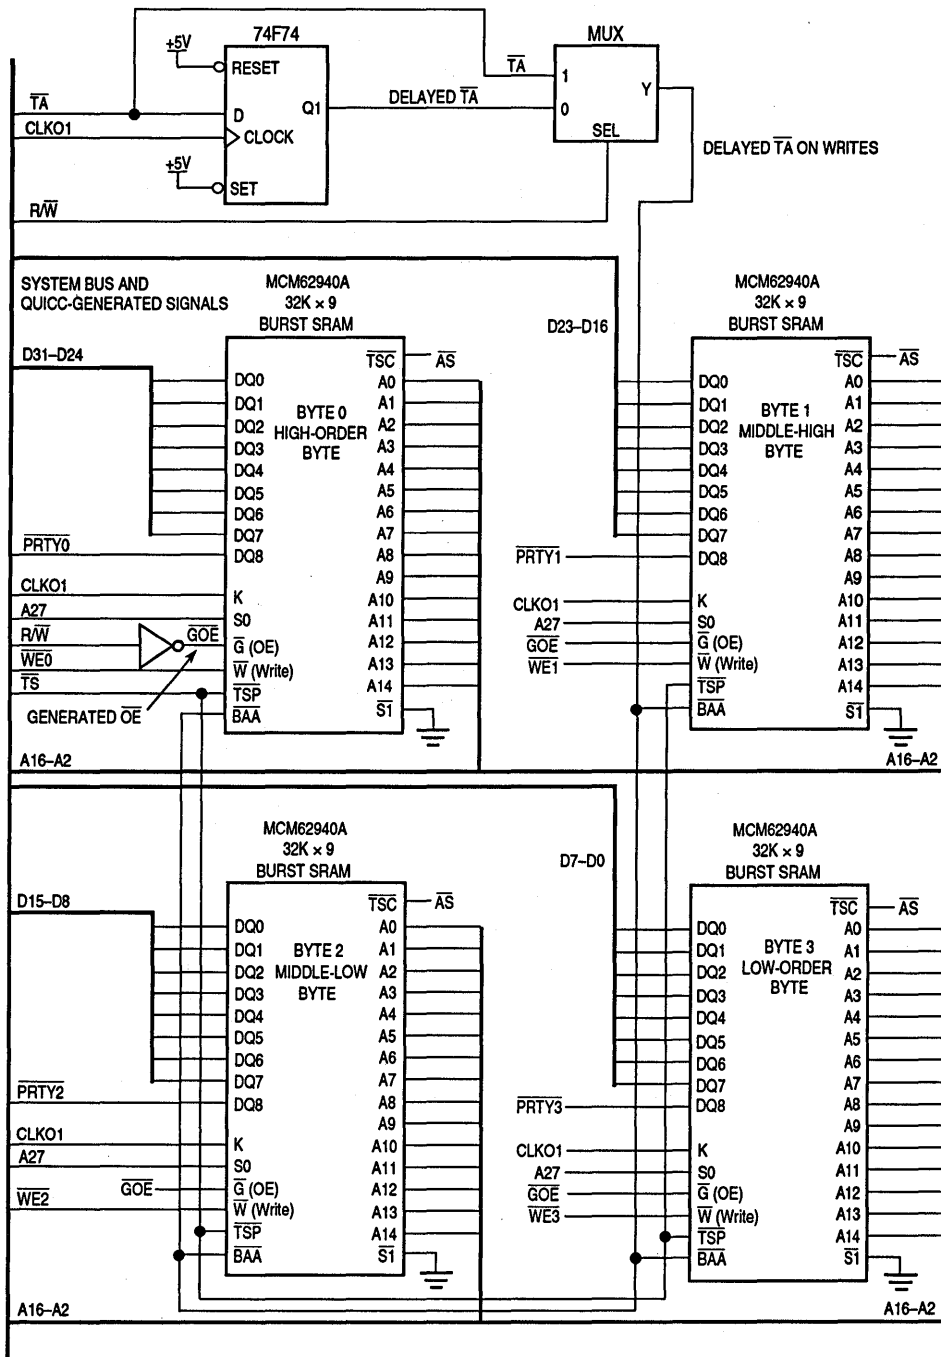 74F74
MUX
+5V
RESET
TA
TA
D
Q1
DELAYED TA
1
0
Y
CLKO1
CLOCK
SEL
DELAYED TA ON WRITES
+5V
SET
R/W
SYSTEM BUS AND
QUICC-GENERATED SIGNALS
MCM62940A
32K × 9
BURST SRAM
D31–D24
TSC
AS
DQ0
DQ1
DQ2
DQ3
DQ4
DQ5
DQ6
DQ7
DQ8
BYTE 0
HIGH-ORDER
BYTE
A0
A1
A2
A3
A4
A5
A6
A7
A8
A9
A10
A11
A12
A13
A14
S1
PRTY0
CLKO1
A27
R/W
WE0
TS
GOE
GENERATED OE
K
S0
G (OE)
W (Write)
TSP
BAA
A16–A2
MCM62940A
32K × 9
BURST SRAM
D23–D16
TSC
AS
DQ0
DQ1
DQ2
DQ3
DQ4
DQ5
DQ6
DQ7
DQ8
BYTE 1
MIDDLE-HIGH
BYTE
A0
A1
A2
A3
A4
A5
A6
A7
A8
A9
A10
A11
A12
A13
A14
S1
PRTY1
CLKO1
A27
GOE
WE1
K
S0
G (OE)
W (Write)
TSP
BAA
A16–A2
MCM62940A
32K × 9
BURST SRAM
D15–D8
TSC
AS
DQ0
DQ1
DQ2
DQ3
DQ4
DQ5
DQ6
DQ7
DQ8
BYTE 2
MIDDLE-LOW
BYTE
A0
A1
A2
A3
A4
A5
A6
A7
A8
A9
A10
A11
A12
A13
A14
S1
PRTY2
CLKO1
A27
GOE
WE2
K
S0
G (OE)
W (Write)
TSP
BAA
A16–A2
MCM62940A
32K × 9
BURST SRAM
D7–D0
TSC
AS
DQ0
DQ1
DQ2
DQ3
DQ4
DQ5
DQ6
DQ7
DQ8
BYTE 3
LOW-ORDER
BYTE
A0
A1
A2
A3
A4
A5
A6
A7
A8
A9
A10
A11
A12
A13
A14
S1
PRTY3
CLKO1
A27
GOE
WE3
K
S0
G (OE)
W (Write)
TSP
BAA
A16–A2